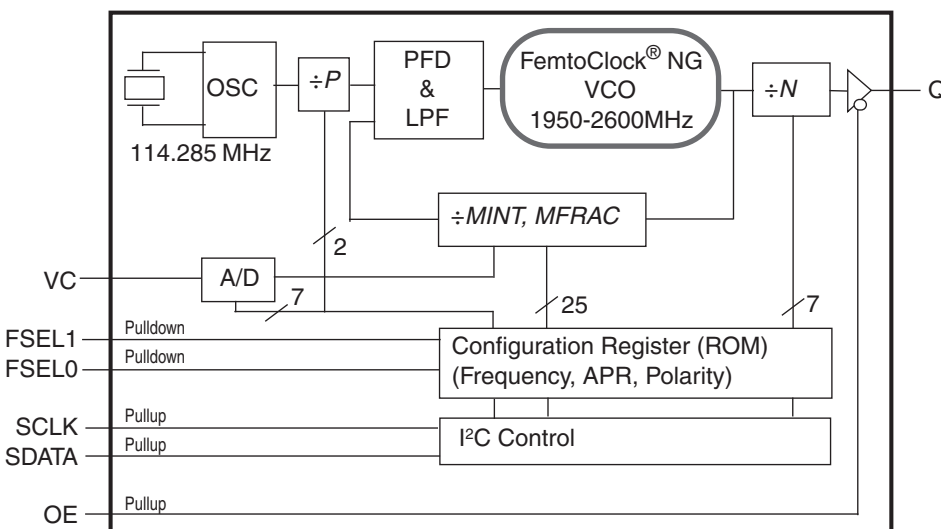 OSC
114.285 MHz
÷P
PFD
&
LPF
FemtoClock® NG
VCO
1950-2600MHz
÷N
Q
÷MINT, MFRAC
2
VC
A/D
7
25
7
FSEL1
Pulldown
FSEL0
Pulldown
Configuration Register (ROM)
(Frequency, APR, Polarity)
SCLK
Pullup
SDATA
Pullup
I²C Control
OE
Pullup